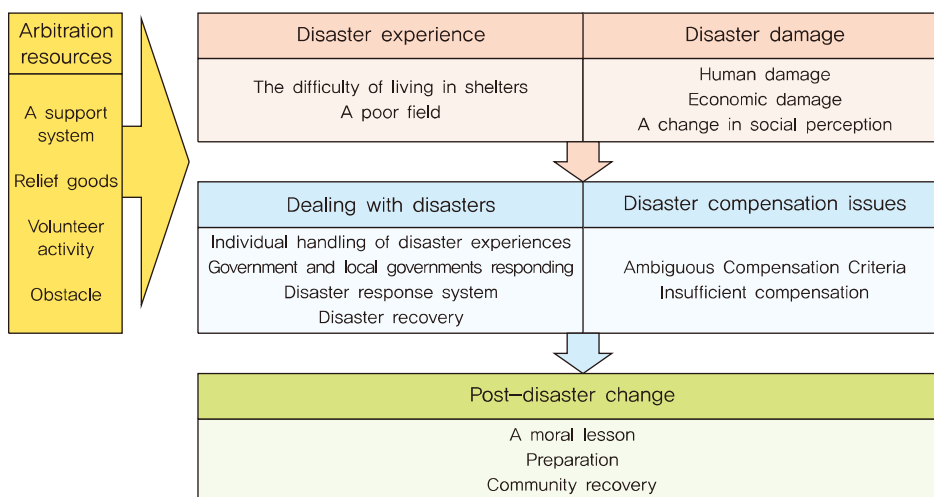 Arbitration
resources
A support
system
Relief goods
Volunteer
activity
Obstacle
Disaster experience
The difficulty of living in shelters
A poor field
Disaster damage
Human damage
Economic damage
A change in social perception
Dealing with disasters
Individual handling of disaster experiences
Government and local governments responding
Disaster response system
Disaster recovery
Disaster compensation issues
Ambiguous Compensation Criteria
Insufficient compensation
Post–disaster change
A moral lesson
Preparation
Community recovery